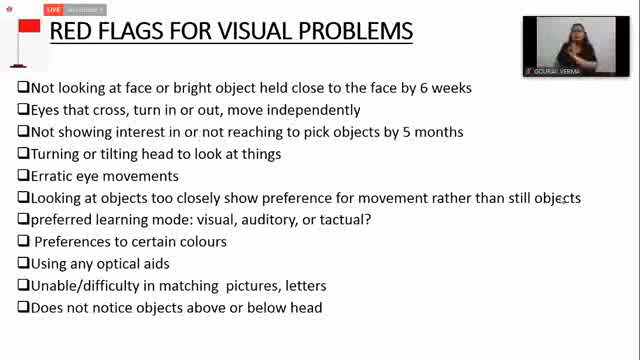 LIVE
RED FLAGS FOR VISUAL PROBLEMS
GOURAV VERMA
❑Not looking at face or bright object held close to the face by 6 weeks
❑Eyes that cross, turn in or out, move independently
❑Not showing interest in or not reaching to pick objects by 5 months
❑Turning or tilting head to look at things
❑Erratic eye movements
❑Looking at objects too closely show preference for movement rather than still objects
❑preferred learning mode: visual, auditory, or tactual?
❑ Preferences to certain colours
❑Using any optical aids
❑Unable/difficulty in matching pictures, letters
❑Does not notice objects above or below head